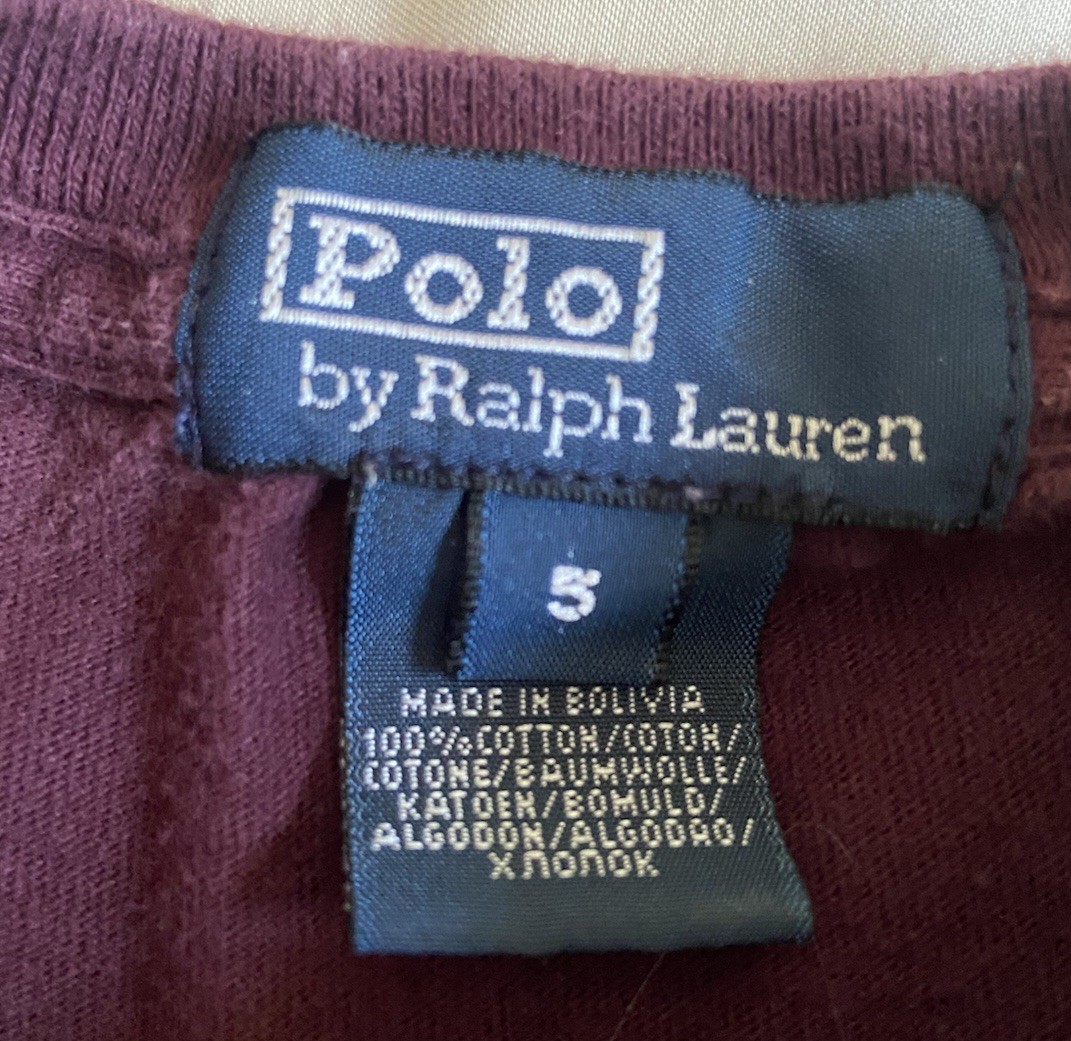 Polo
by Ralph Lauren
5
MADE IN BOLIVIA
100% COTTON/COTON/
COTONE/BAUMWOLLE/
KATOEN/BOMULD/
ALGODON/ALGODAO/
ХЛОПОК